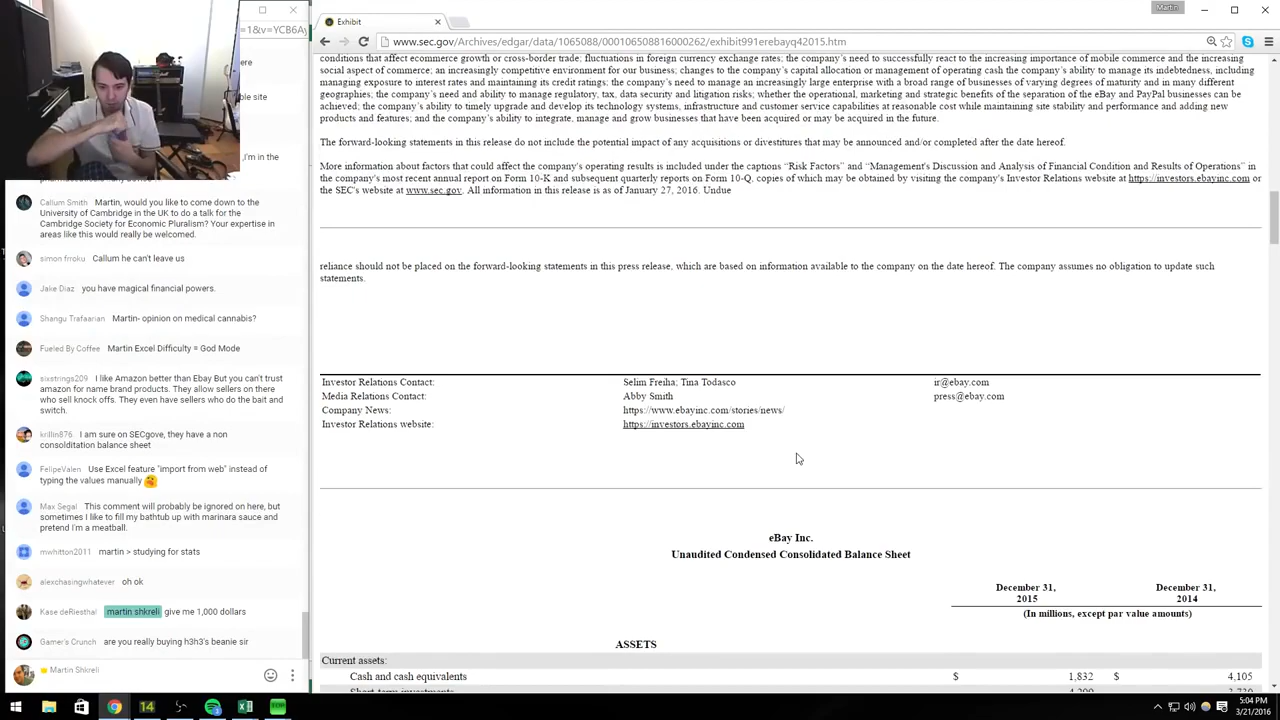 Martin
Exhibit
=1&v=YCB6Ay
www.sec.gov/Archives/edgar/data/1065088/000106508816000262/exhibit991erebayq42015.htm
ere
ble site
,I'm in the
Callum Smith Martin, would you like to come down to the
University of Cambridge in the UK to do a talk for the
Cambridge Society for Economic Pluralism? Your expertise in
areas like this would really be welcomed.
simon frroku Callum he can't leave us
Jake Diaz you have magical financial powers.
Shangu Trafaarian Martin- opinion on medical cannabis?
Fueled By Coffee Martin Excel Difficulty = God Mode
sixstrings209 I like Amazon better than Ebay But you can't trust
amazon for name brand products. They allow sellers on there
who sell knock offs. They even have sellers who do the bait and
switch.
krillin876 I am sure on SECgove, they have a non
consolditation balance sheet
FelipeValen Use Excel feature "import from web" instead of
typing the values manually
Max Segal This comment will probably be ignored on here, but
sometimes I like to fill my bathtub up with marinara sauce and
pretend I'm a meatball.
mwhitton2011 martin > studying for stats
alexchasingwhatever oh ok
Kase deRiesthal martin shkreli give me 1,000 dollars
Gamer's Crunch are you really buying h3h3's beanie sir
Martin Shkreli
conditions that affect ecommerce growth or cross-border trade; fluctuations in foreign currency exchange rates; the company's need to successfully react to the increasing importance of mobile commerce and the increasing
social aspect of commerce; an increasingly competitive environment for our business; changes to the company's capital allocation or management of operating cash the company's ability to manage its indebtedness, including
managing exposure to interest rates and maintaining its credit ratings; the company's need to manage an increasingly large enterprise with a broad range of businesses of varying degrees of maturity and in many different
geographies; the company's need and ability to manage regulatory, tax, data security and litigation risks; whether the operational, marketing and strategic benefits of the separation of the eBay and PayPal businesses can be
achieved; the company's ability to timely upgrade and develop its technology systems, infrastructure and customer service capabilities at reasonable cost while maintaining site stability and performance and adding new
products and features; and the company's ability to integrate, manage and grow businesses that have been acquired or may be acquired in the future.
The forward-looking statements in this release do not include the potential impact of any acquisitions or divestitures that may be announced and/or completed after the date hereof.
More information about factors that could affect the company's operating results is included under the captions “Risk Factors” and “Management's Discussion and Analysis of Financial Condition and Results of Operations” in
the company's most recent annual report on Form 10-K and subsequent quarterly reports on Form 10-Q, copies of which may be obtained by visiting the company's Investor Relations website at https://investors.ebayinc.com or
the SEC's website at www.sec.gov. All information in this release is as of January 27, 2016. Undue
reliance should not be placed on the forward-looking statements in this press release, which are based on information available to the company on the date hereof. The company assumes no obligation to update such
statements.
Investor Relations Contact: Selim Freiha; Tina Todasco ir@ebay.com
Media Relations Contact: Abby Smith press@ebay.com
Company News: https://www.ebayinc.com/stories/news/
Investor Relations website: https://investors.ebayinc.com
eBay Inc.
Unaudited Condensed Consolidated Balance Sheet
December 31, December 31,
2015 2014
(In millions, except par value amounts)
ASSETS
Current assets:
Cash and cash equivalents $ 1,832 $ 4,105
Short-term investments 4,299 3,730
14
5:04 PM
3/21/2016